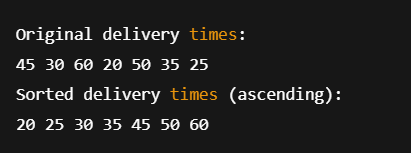 Original delivery times:
45 30 60 20 50 35 25
Sorted delivery times (ascending):
20 25 30 35 45 50 60